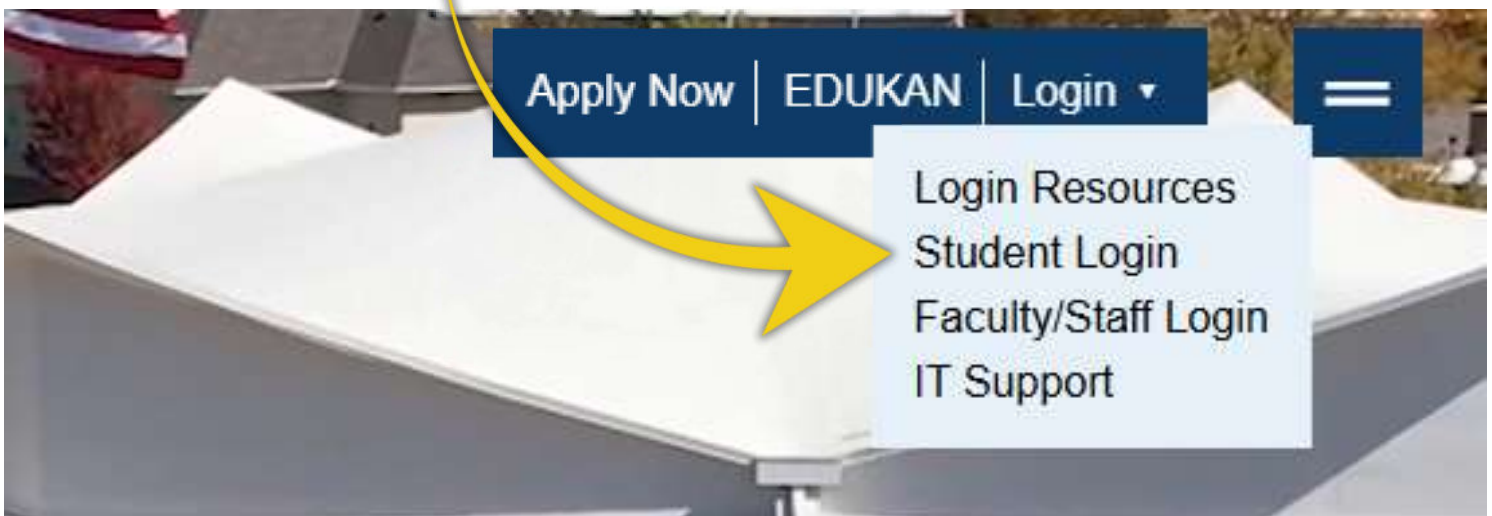 Apply Now | EDUKAN | Login ▾
Login Resources
Student Login
Faculty/Staff Login
IT Support